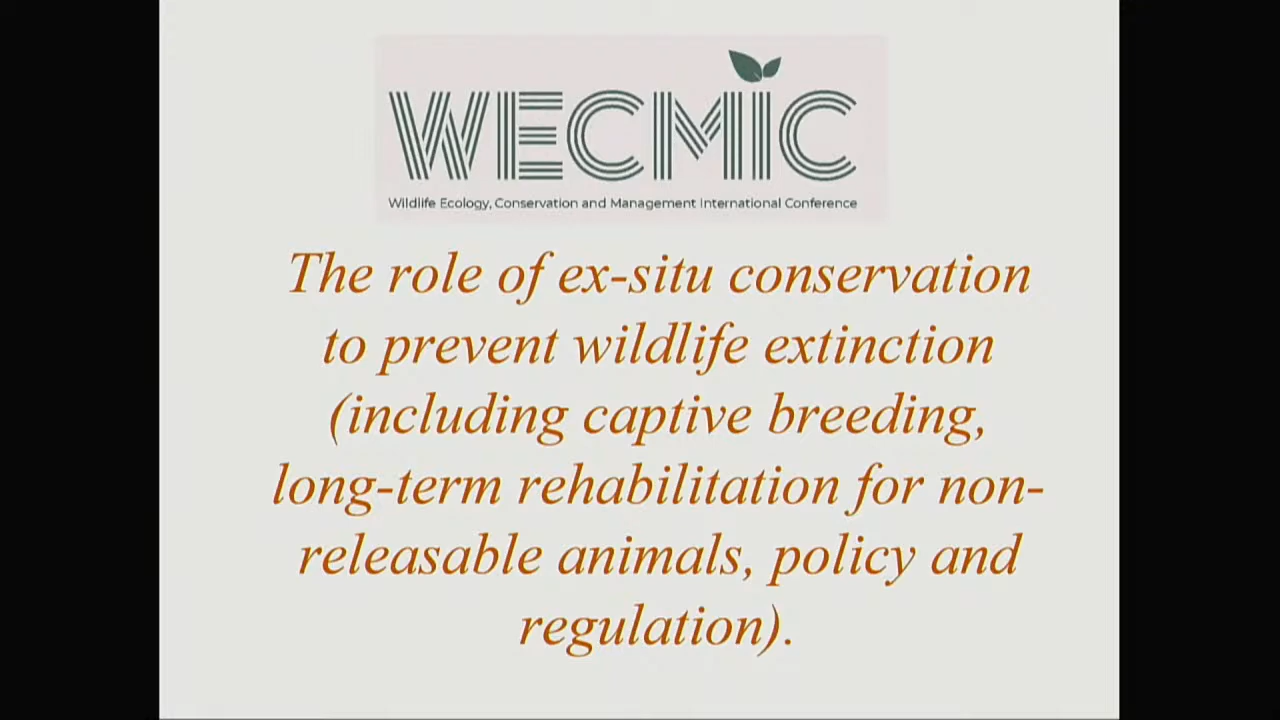 WECMIC
Wildlife Ecology, Conservation and Management International Conference
The role of ex-situ conservation
to prevent wildlife extinction
(including captive breeding,
long-term rehabilitation for non-
releasable animals, policy and
regulation).